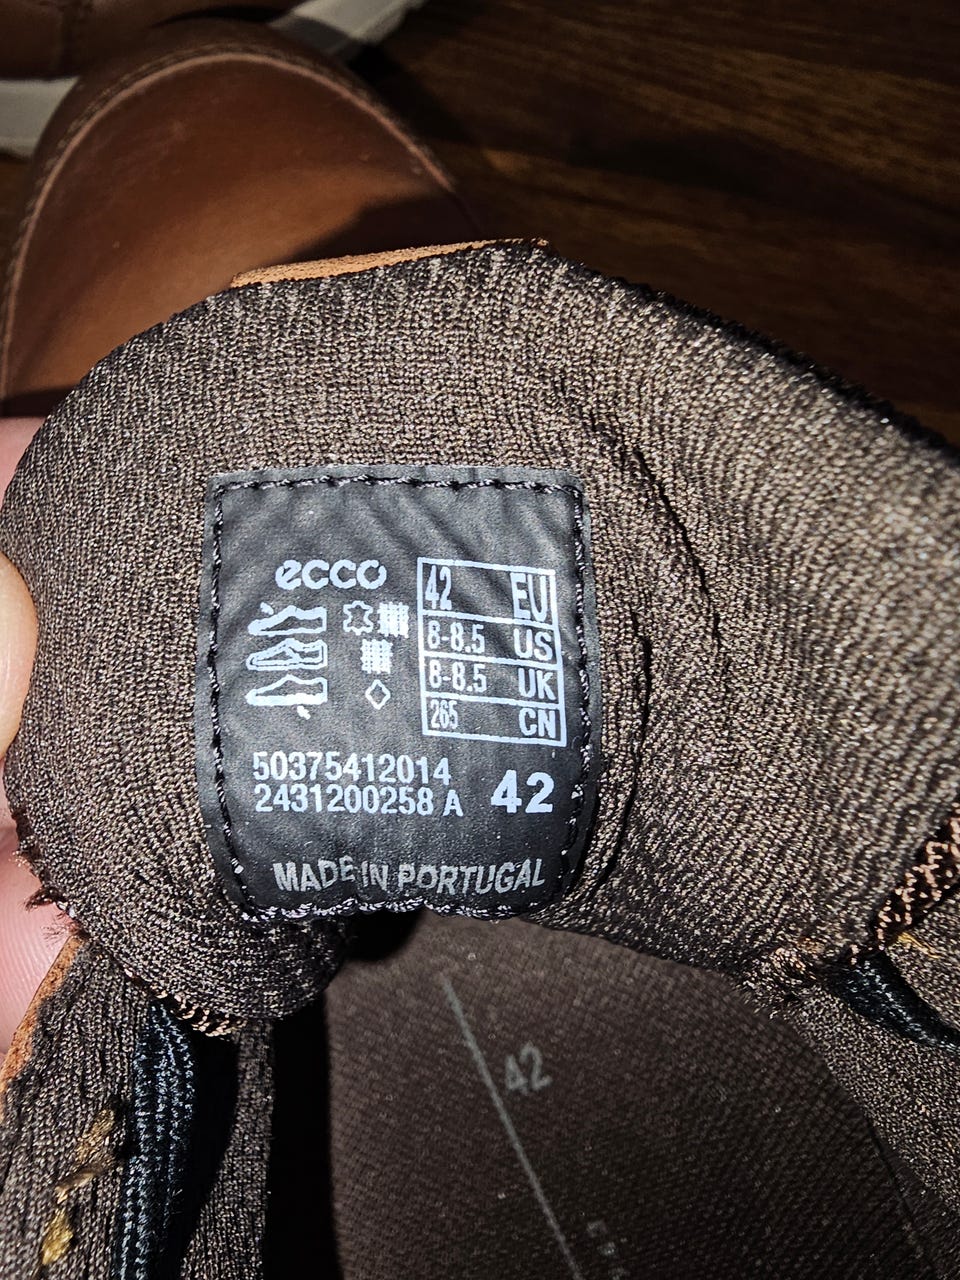 ecco
42 EU
8-8.5 US
8-8.5 UK
265 CN
50375412014
2431200258 A 42
MADE IN PORTUGAL
42